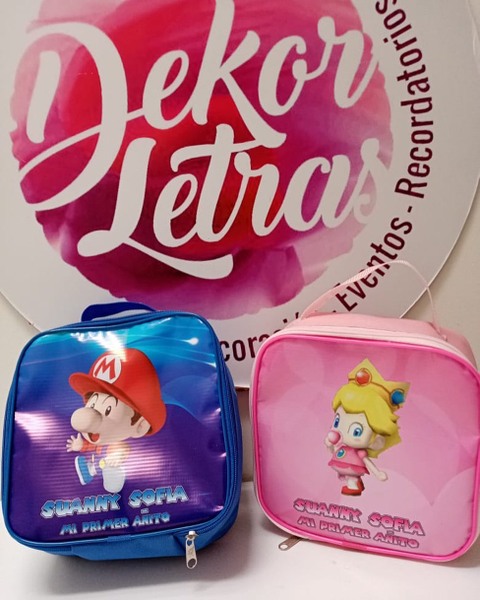 Dekor
Letras
Eventos - Recordatorios
M
SUANNY SOFIA
MI PRIMER AÑITO
SUANNY SOFIA
MI PRIMER AÑITO